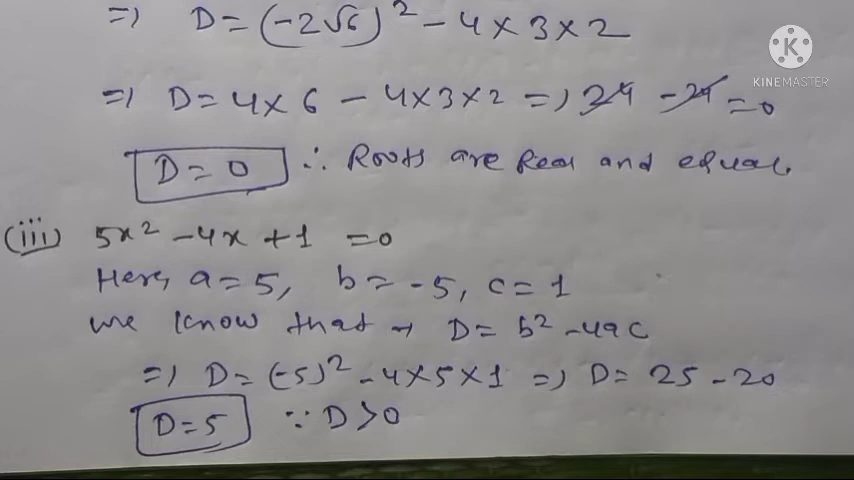 =) D = (-2√6)² - 4×3×2
K
KINEMASTER
=) D = 4×6 - 4×3×2 =) 24 - 24 = 0
D = 0 ∴ Roots are Real and equal.
(iii) 5x² - 4x + 1 = 0
Here, a = 5, b = -5, c = 1
we know that → D = b² - 4ac
=) D = (-5)² - 4×5×1 =) D = 25 - 20
D = 5 ∵ D > 0